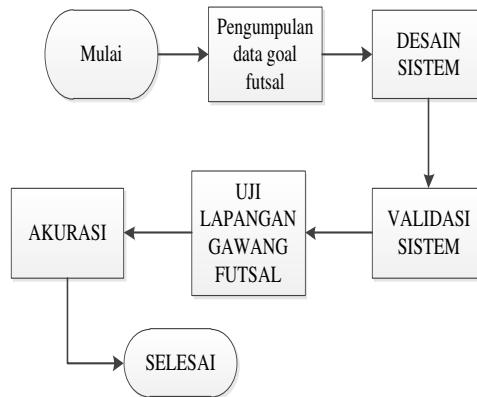 Mulai
Pengumpulan
data goal
futsal
DESAIN
SISTEM
VALIDASI
SISTEM
UJI
LAPANGAN
GAWANG
FUTSAL
AKURASI
SELESAI